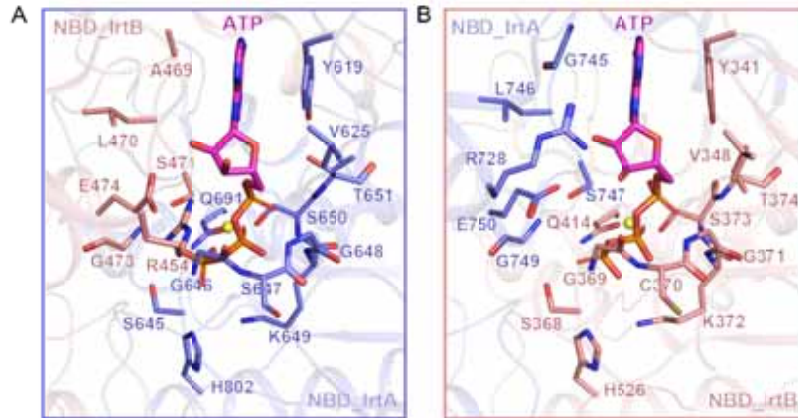 A
B
NBD_IrtB
ATP
A469
Y619
L470
V625
S471
E474
T651
Q691
S650
G473
G648
R454
G646
S647
S645
K649
H802
NBD_IrtA
NBD_IrtA
ATP
G745
Y341
L746
R728
V348
T374
S747
E750
Q414
S373
G749
G371
G369
C370
K372
S368
H526
NBD_IrtB